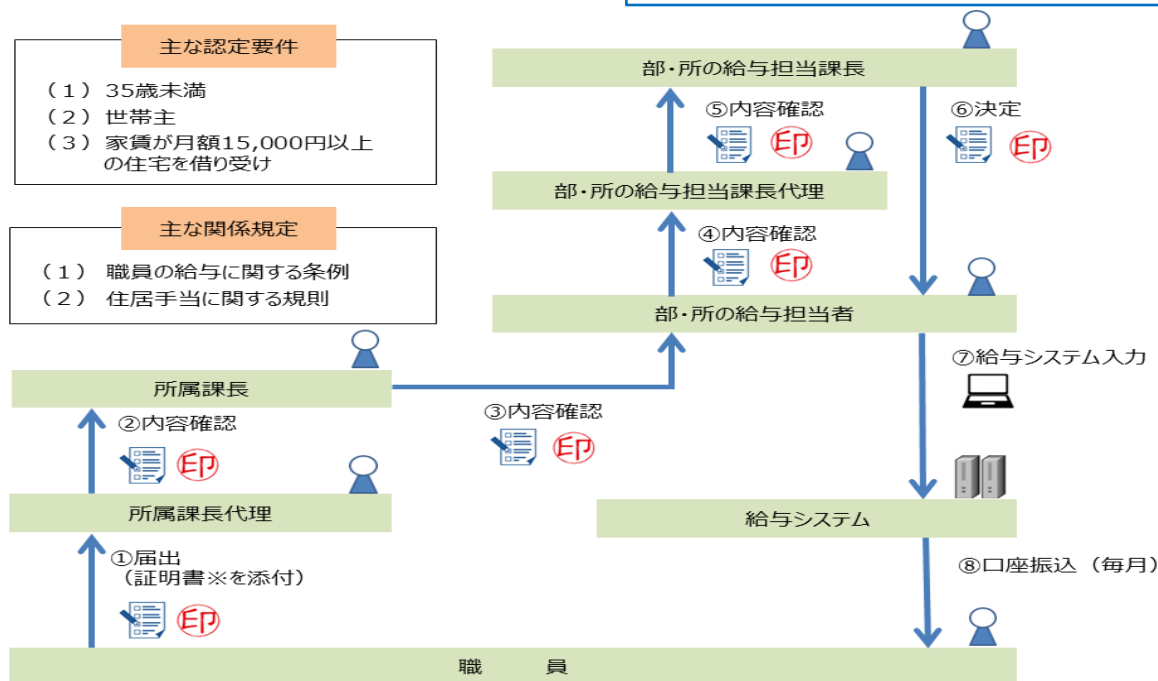 主な認定要件
（１）35歳未満
（２）世帯主
（３）家賃が月額15,000円以上
の住宅を借り受け
主な関係規定
（１） 職員の給与に関する条例
（２） 住居手当に関する規則
部・所の給与担当課長
⑤内容確認
印
⑥決定
印
部・所の給与担当課長代理
④内容確認
印
部・所の給与担当者
所属課長
②内容確認
印
③内容確認
印
⑦給与システム入力
所属課長代理
給与システム
①届出
（証明書※を添付）
印
⑧口座振込（毎月）
職　　員